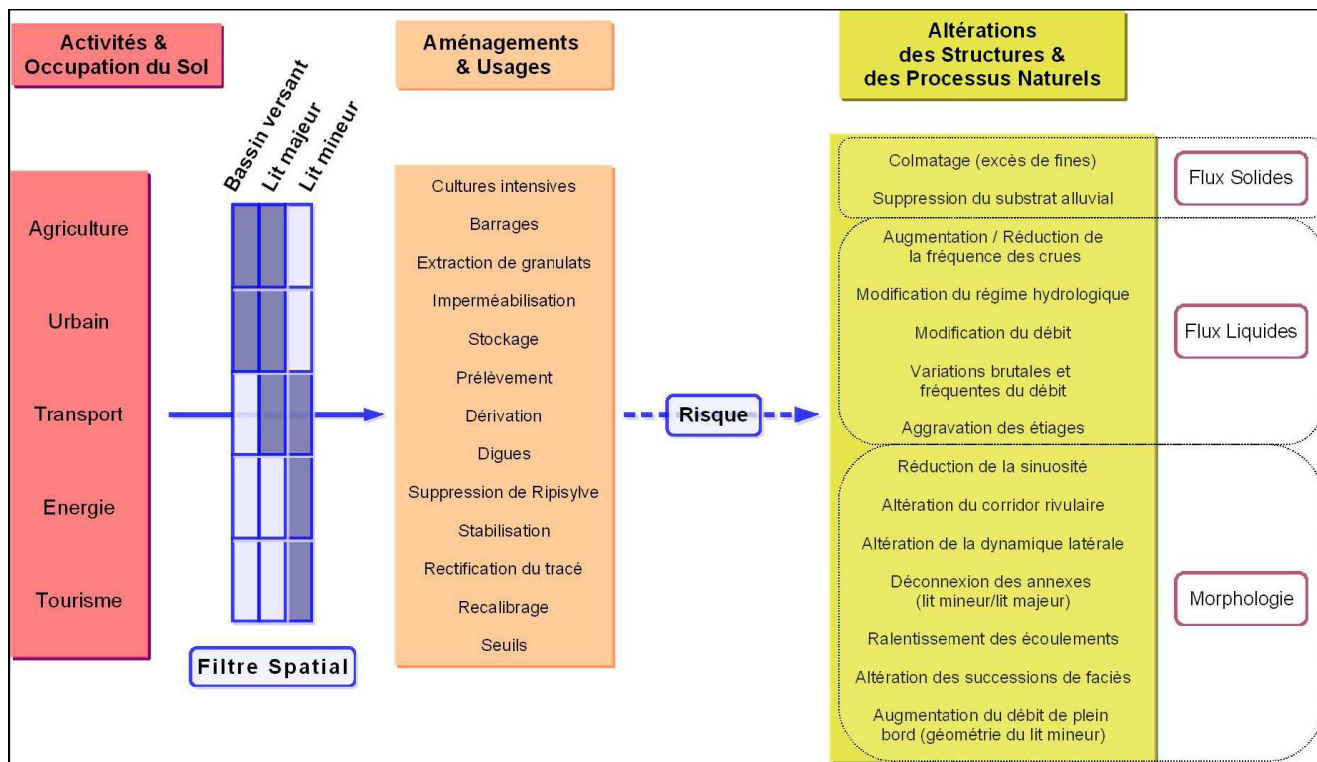 Activités &
Occupation du Sol
Bassin versant
Lit majeur
Lit mineur
Aménagements
& Usages
Altérations
des Structures &
des Processus Naturels
Agriculture
Urbain
Transport
Energie
Tourisme
Filtre Spatial
Cultures intensives
Barrages
Extraction de granulats
Imperméabilisation
Stockage
Prélèvement
Dérivation
Digues
Suppression de Ripisylve
Stabilisation
Rectification du tracé
Recalibrage
Seuils
Risque
Colmatage (excès de fines)
Suppression du substrat alluvial
Flux Solides
Augmentation / Réduction de
la fréquence des crues
Modification du régime hydrologique
Modification du débit
Variations brutales et
fréquentes du débit
Aggravation des étiages
Flux Liquides
Réduction de la sinuosité
Altération du corridor rivulaire
Altération de la dynamique latérale
Déconnexion des annexes
(lit mineur/lit majeur)
Ralentissement des écoulements
Altération des successions de faciès
Augmentation du débit de plein
bord (géométrie du lit mineur)
Morphologie